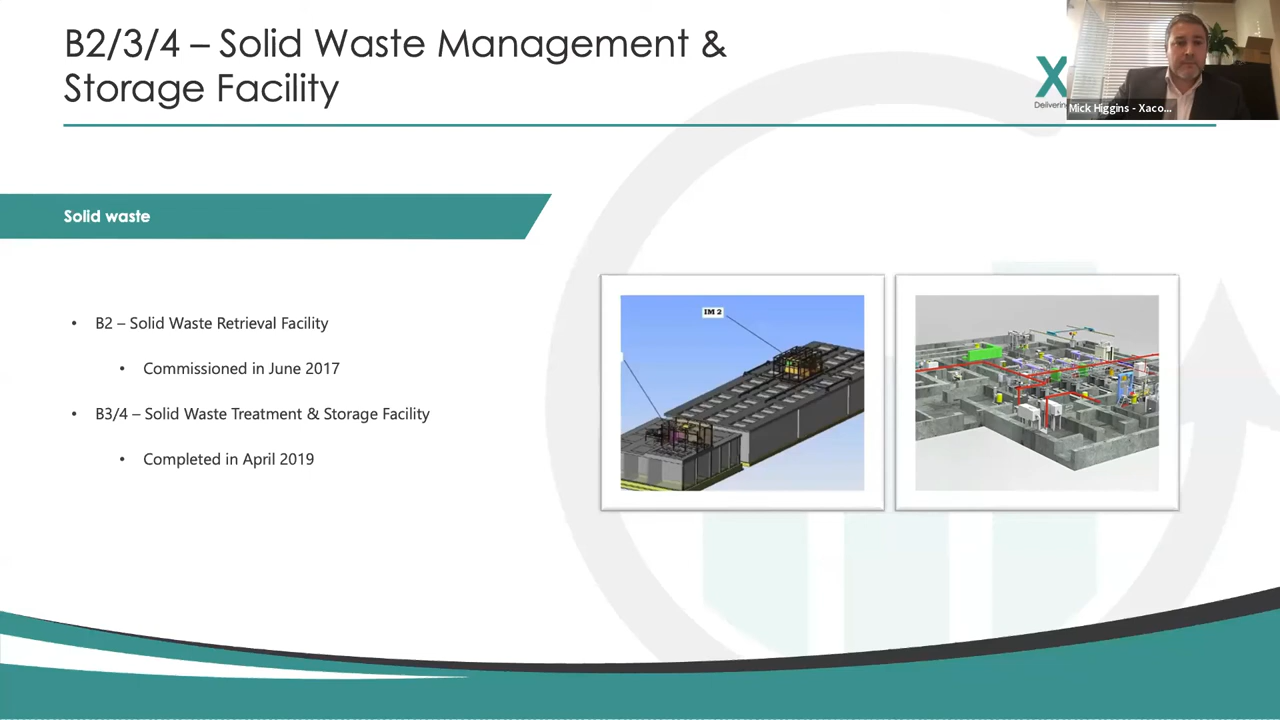 B2/3/4 – Solid Waste Management &
Storage Facility
X
Delivering
Mick Higgins - Xaco...
Solid waste
• B2 – Solid Waste Retrieval Facility
• Commissioned in June 2017
• B3/4 – Solid Waste Treatment & Storage Facility
• Completed in April 2019
IM 2